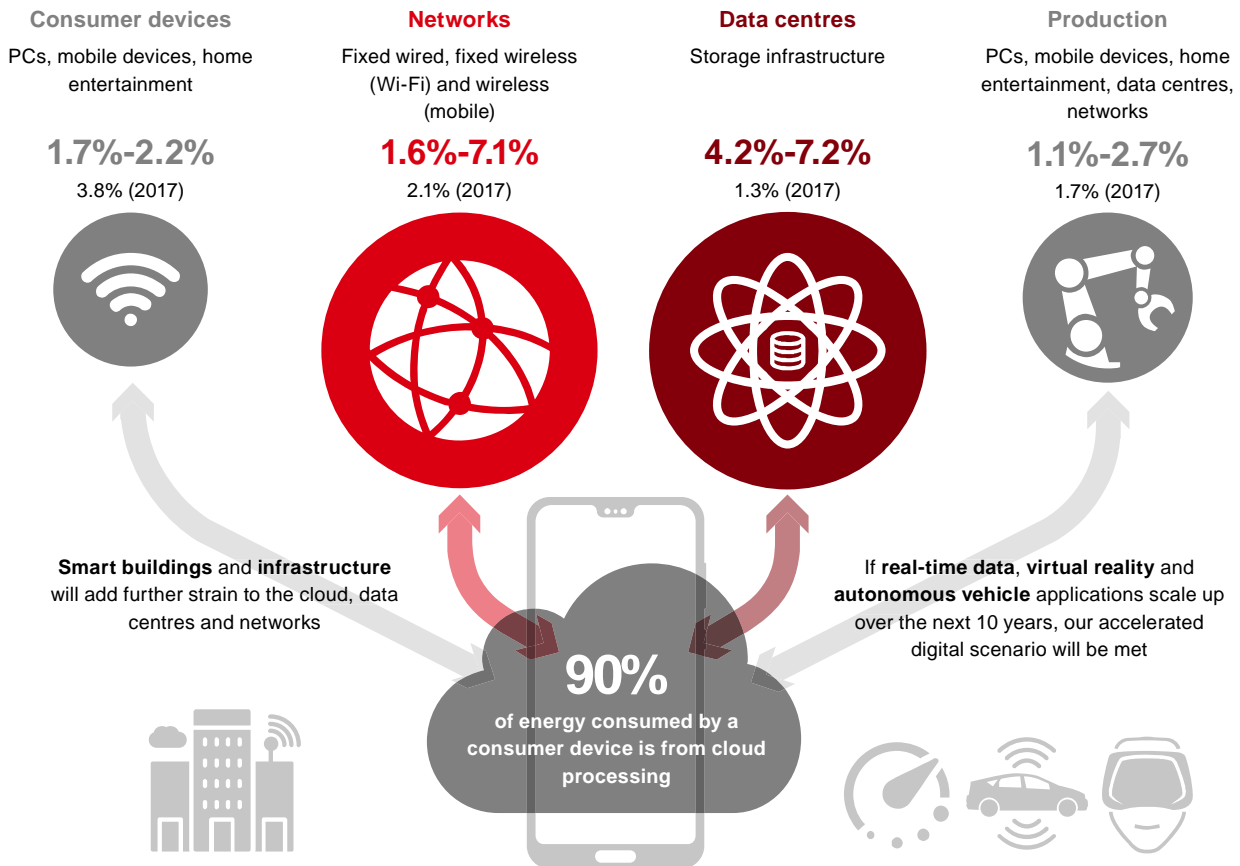 Consumer devices
PCs, mobile devices, home
entertainment
1.7%-2.2%
3.8% (2017)
Networks
Fixed wired, fixed wireless
(Wi-Fi) and wireless
(mobile)
1.6%-7.1%
2.1% (2017)
Data centres
Storage infrastructure
4.2%-7.2%
1.3% (2017)
Production
PCs, mobile devices, home
entertainment, data centres,
networks
1.1%-2.7%
1.7% (2017)
Smart buildings and infrastructure
will add further strain to the cloud, data
centres and networks
If real-time data, virtual reality and
autonomous vehicle applications scale up
over the next 10 years, our accelerated
digital scenario will be met
90%
of energy consumed by a
consumer device is from cloud
processing